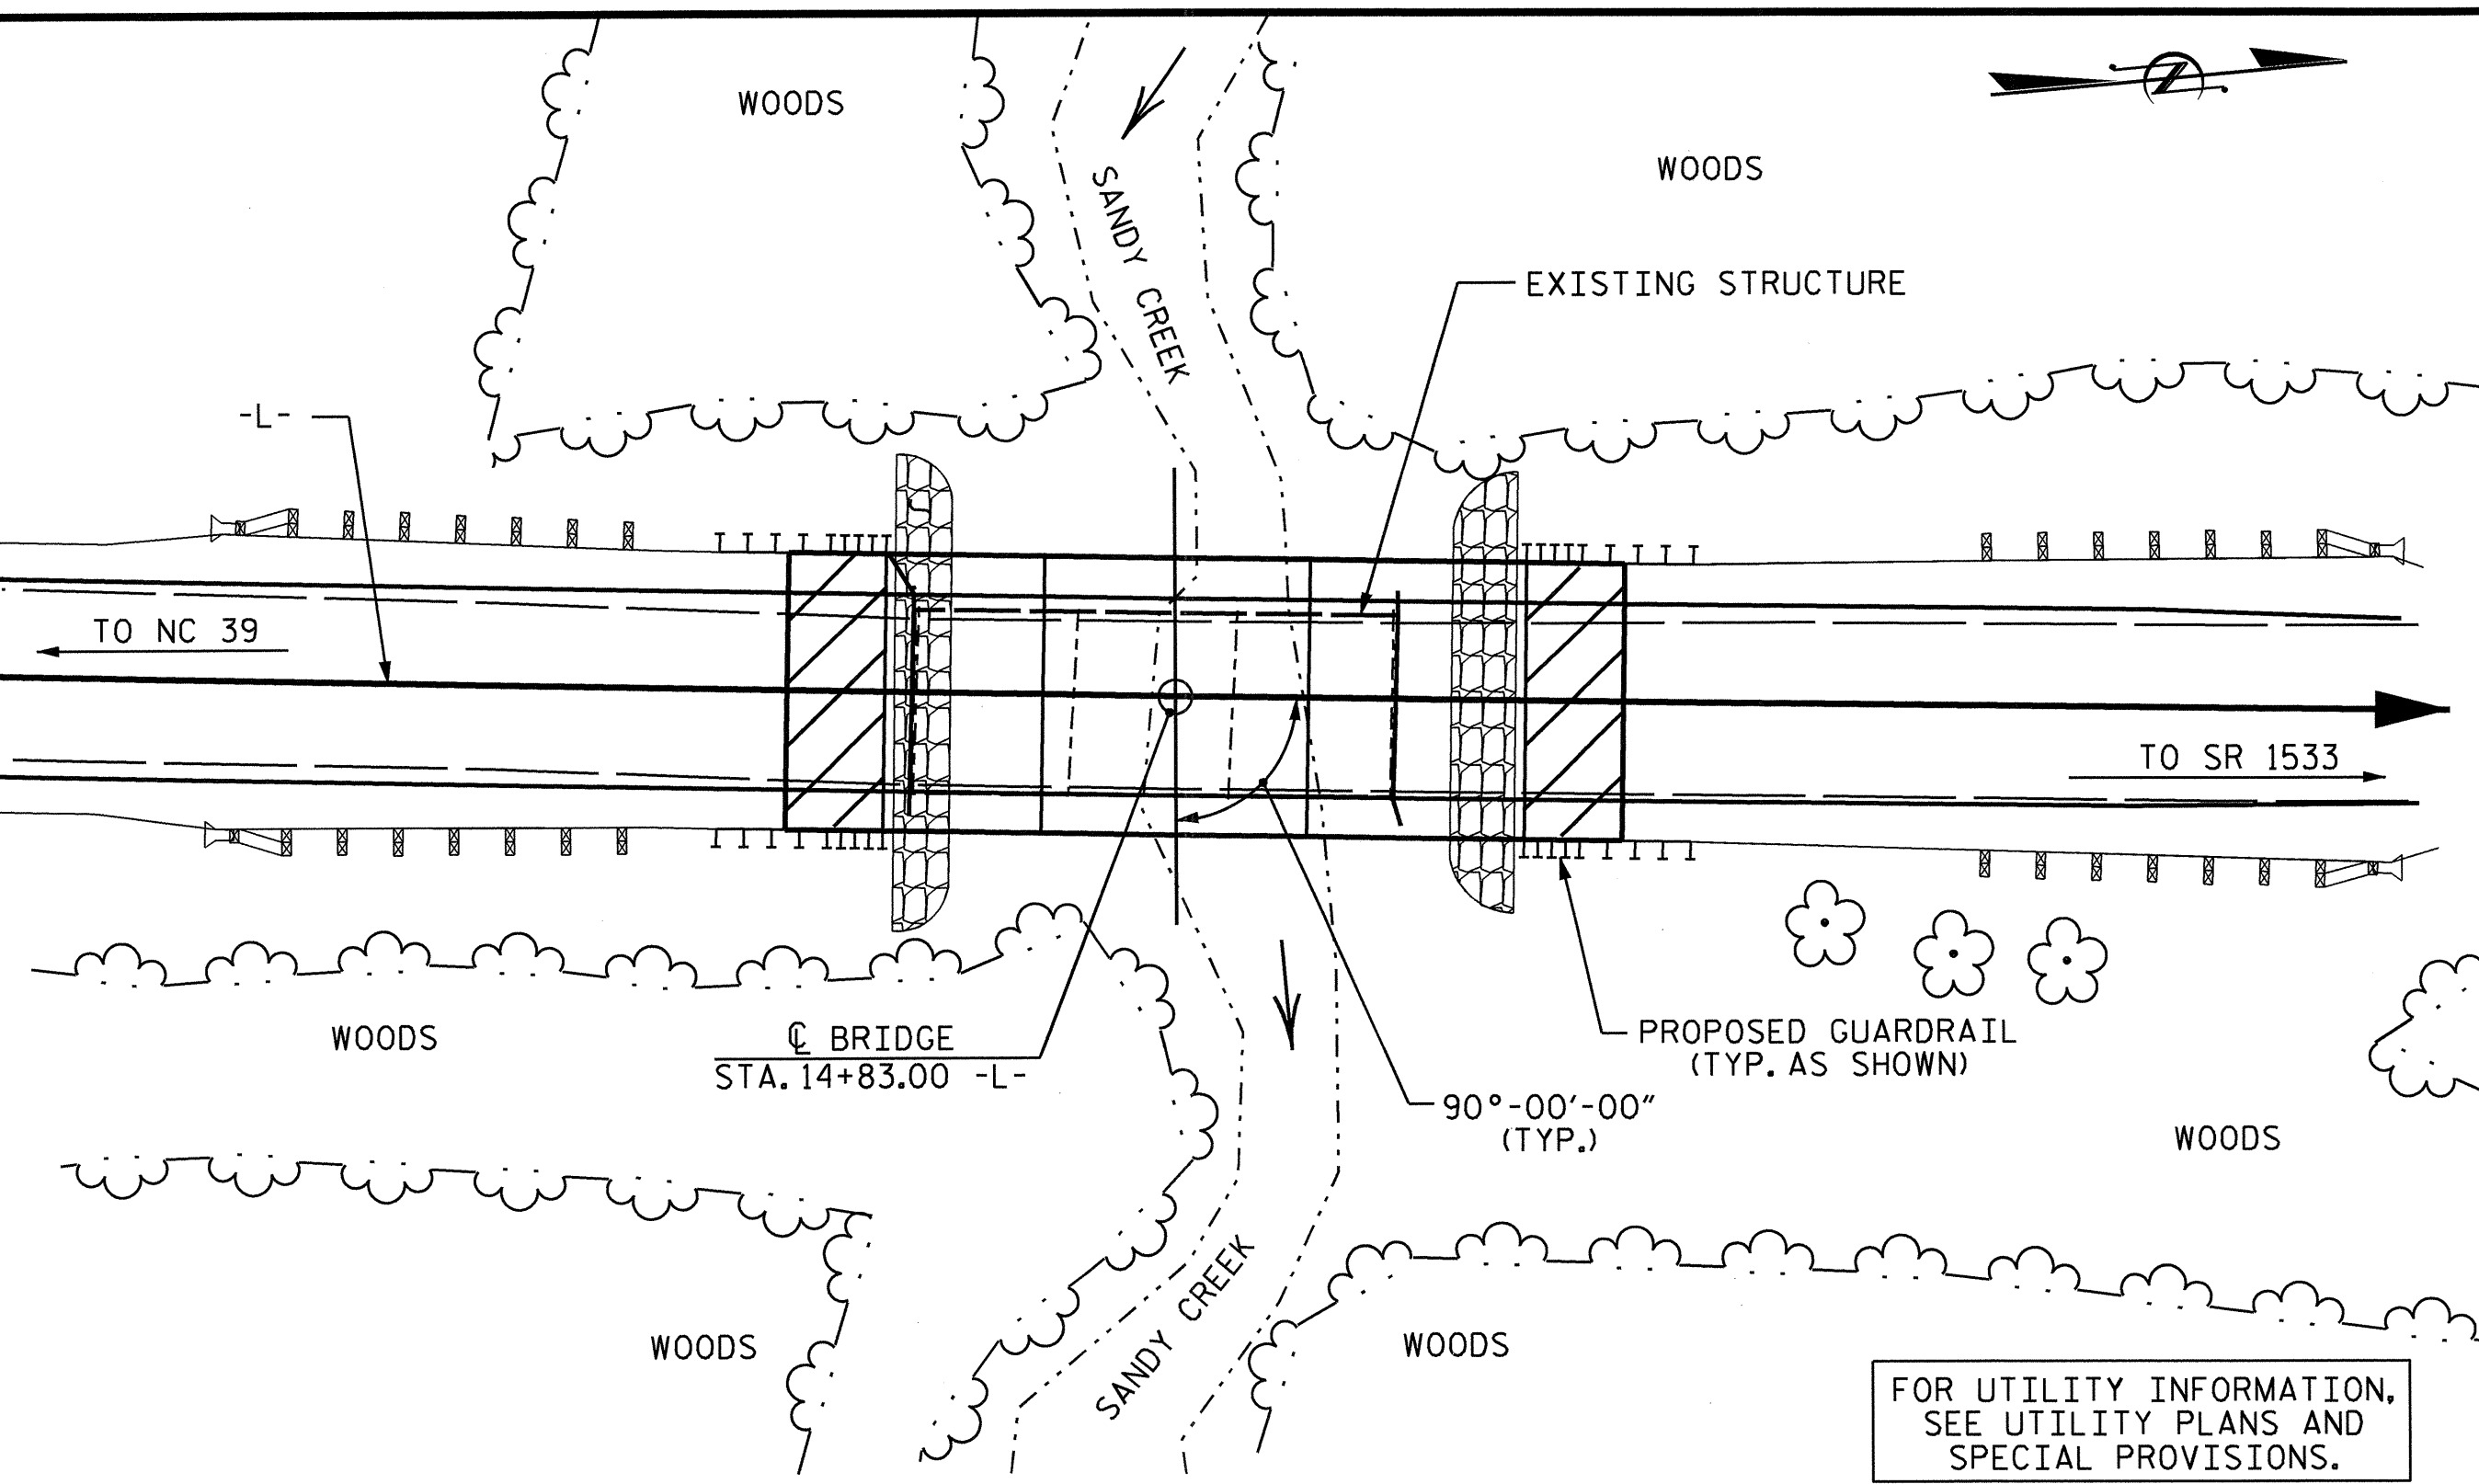 WOODS
WOODS
SANDY CREEK
EXISTING STRUCTURE
-L-
TO NC 39
TO SR 1533
WOODS
℄ BRIDGE
STA. 14+83.00 -L-
PROPOSED GUARDRAIL
(TYP. AS SHOWN)
90°-00'-00"
(TYP.)
WOODS
SANDY CREEK
WOODS
WOODS
FOR UTILITY INFORMATION,
SEE UTILITY PLANS AND
SPECIAL PROVISIONS.